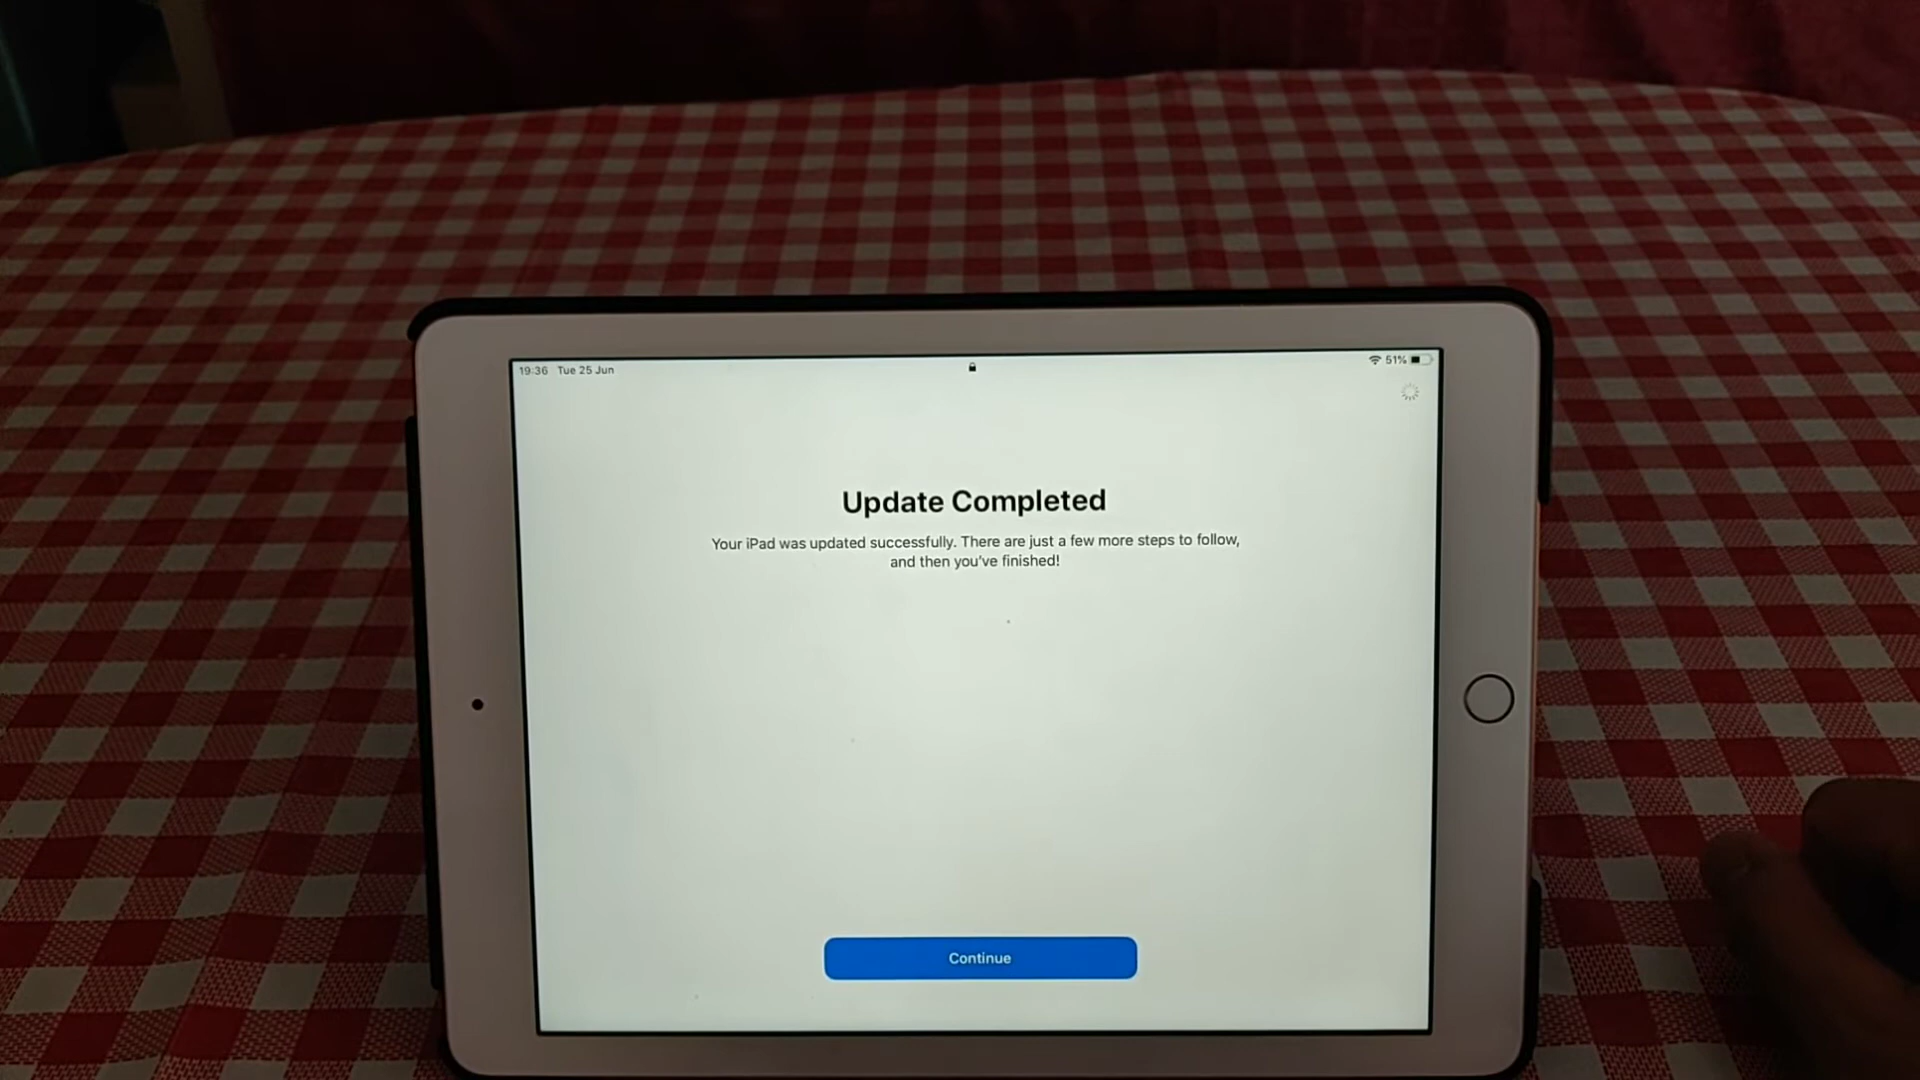 19:36 Tue 25 Jun
51%
Update Completed
Your iPad was updated successfully. There are just a few more steps to follow,
and then you've finished!
Continue